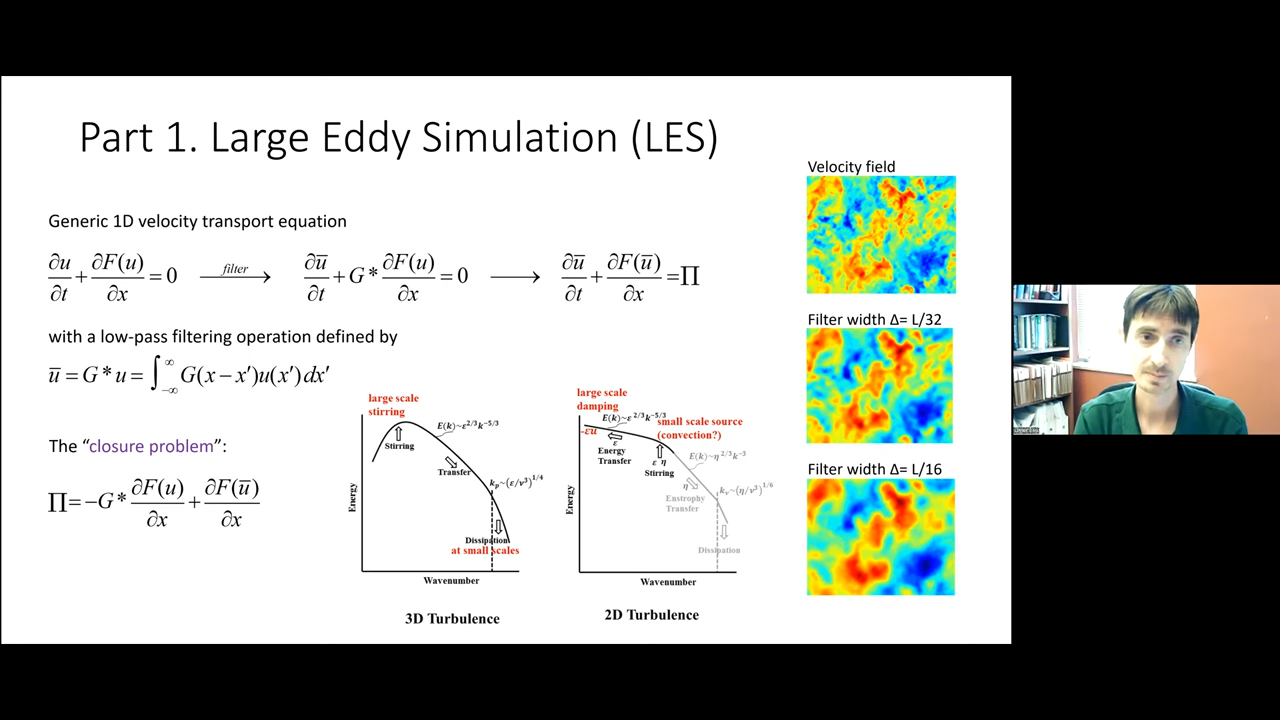 Part 1. Large Eddy Simulation (LES)
Generic 1D velocity transport equation
∂u/∂t + ∂F(u)/∂x = 0 —filter→ ∂u̅/∂t + G * ∂F(u)/∂x = 0 ⟶ ∂u̅/∂t + ∂F(u̅)/∂x = ∏
with a low-pass filtering operation defined by
u̅ = G * u = ∫_{-∞}^{∞} G(x − x′)u(x′)dx′
The “closure problem”:
∏ = −G * ∂F(u)/∂x + ∂F(u̅)/∂x
large scale
stirring
E(k)~ε^{2/3}k^{-5/3}
Stirring
Transfer
k_p~(ε/ν³)^{1/4}
Energy
Dissipation
at small scales
Wavenumber
3D Turbulence
large scale
damping
E(k)~ε^{2/3}k^{-5/3}
small scale source
(convection?)
-εu
ε
Energy
Transfer
ε η
Stirring
E(k)~η^{2/3}k^{-3}
η
Enstrophy
Transfer
k_ν~(η/ν³)^{1/6}
Energy
Dissipation
Wavenumber
2D Turbulence
Velocity field
Filter width Δ= L/32
Filter width Δ= L/16